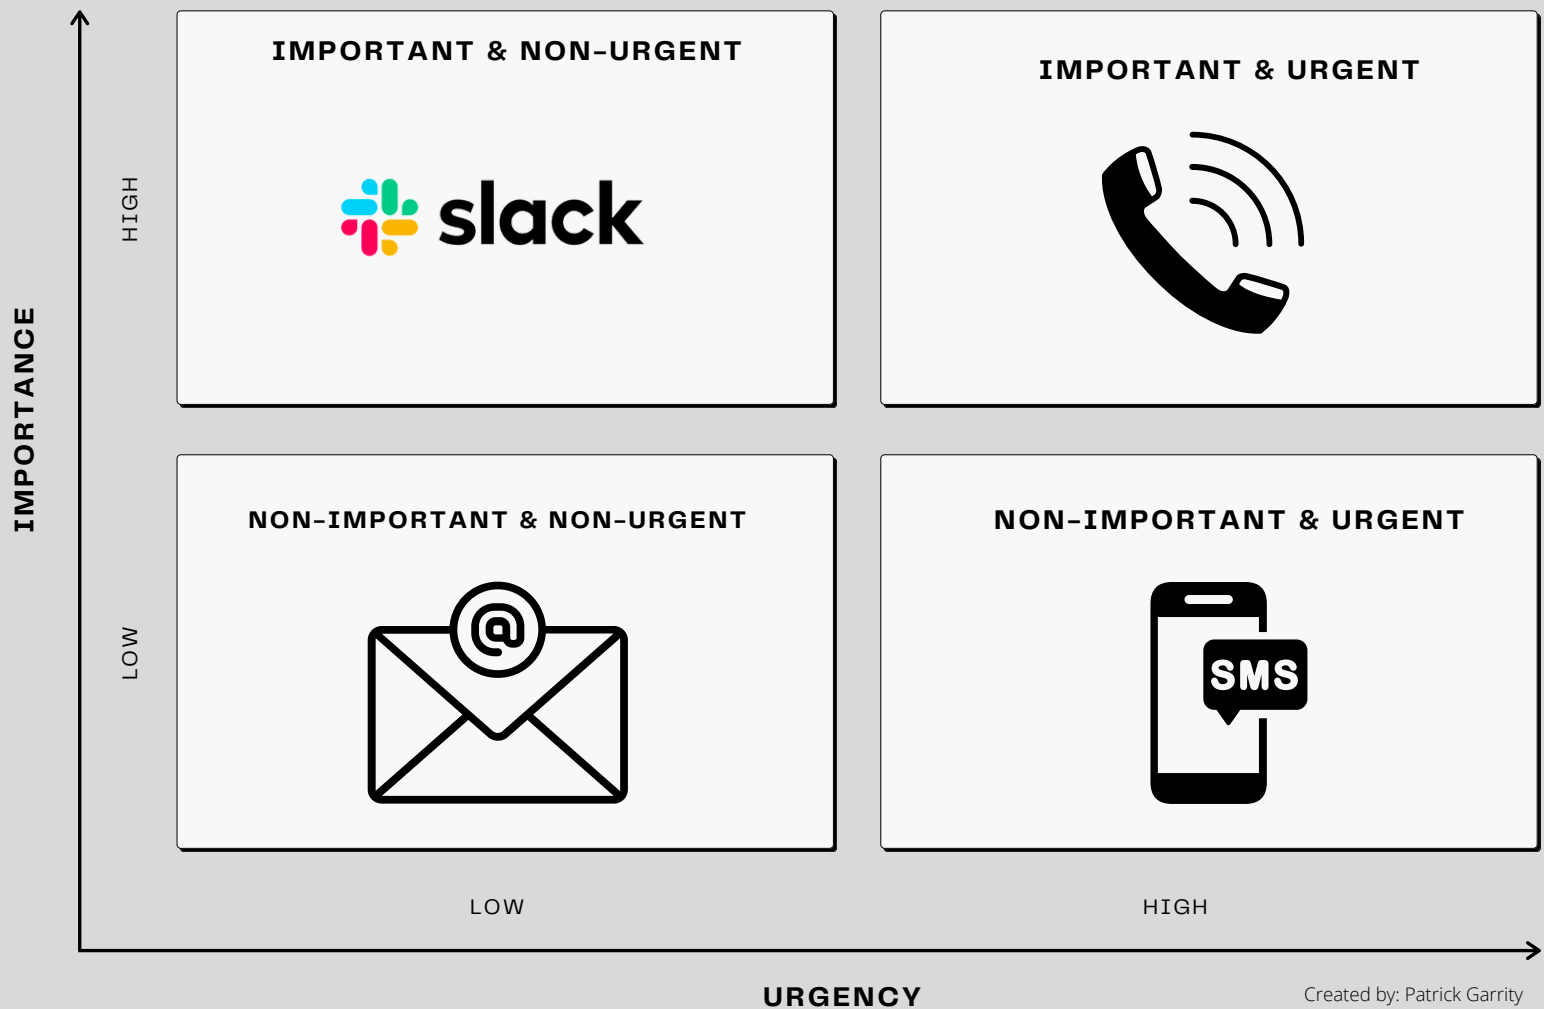 IMPORTANT & NON-URGENT
IMPORTANT & URGENT
HIGH
slack
IMPORTANCE
NON-IMPORTANT & NON-URGENT
NON-IMPORTANT & URGENT
@
SMS
LOW
LOW
HIGH
URGENCY
Created by: Patrick Garrity